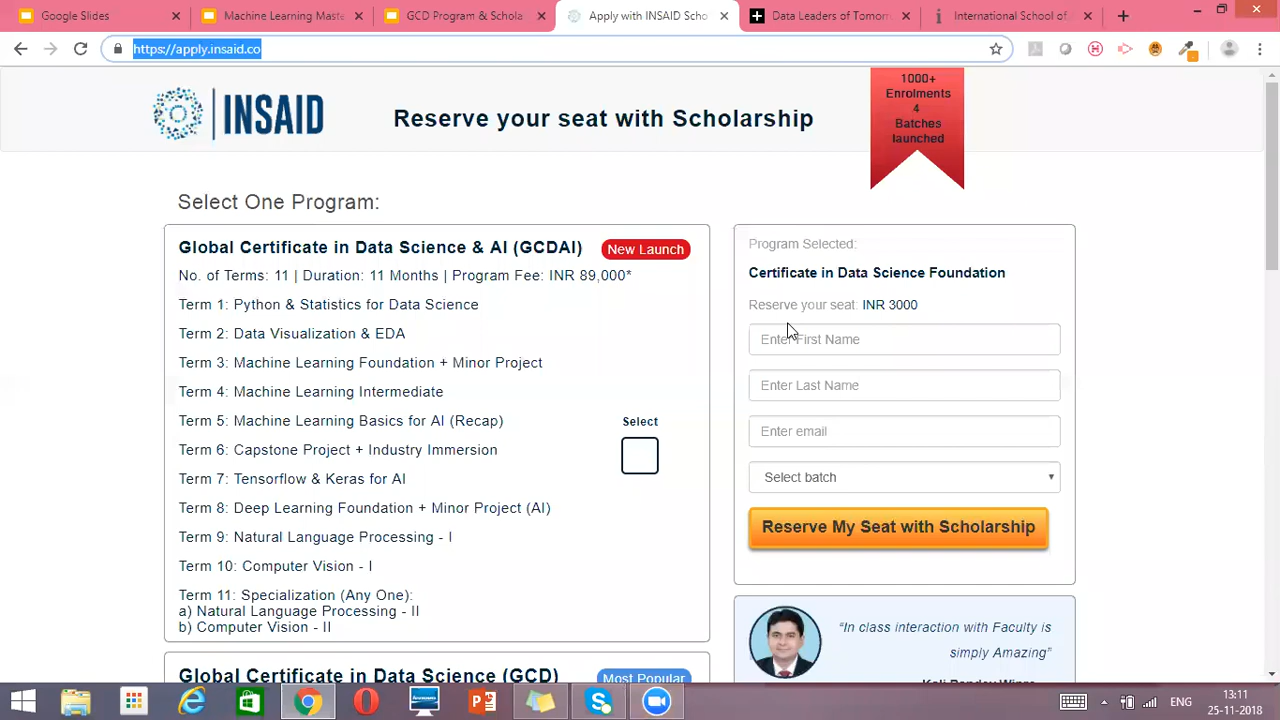 Google Slides
Machine Learning Mast
GCD Program & Schola
Apply with INSAID Scho
Data Leaders of Tomorr
International School of
https://apply.insaid.co
INSAID
Reserve your seat with Scholarship
1000+
Enrolments
4
Batches
launched
Select One Program:
Global Certificate in Data Science & AI (GCDAI)
New Launch
No. of Terms: 11 | Duration: 11 Months | Program Fee: INR 89,000*
Term 1: Python & Statistics for Data Science
Term 2: Data Visualization & EDA
Term 3: Machine Learning Foundation + Minor Project
Term 4: Machine Learning Intermediate
Term 5: Machine Learning Basics for AI (Recap)
Term 6: Capstone Project + Industry Immersion
Term 7: Tensorflow & Keras for AI
Term 8: Deep Learning Foundation + Minor Project (AI)
Term 9: Natural Language Processing - I
Term 10: Computer Vision - I
Term 11: Specialization (Any One):
a) Natural Language Processing - II
b) Computer Vision - II
Select
Global Certificate in Data Science (GCD)
Most Popular
Program Selected:
Certificate in Data Science Foundation
Reserve your seat: INR 3000
Enter First Name
Enter Last Name
Enter email
Select batch
Reserve My Seat with Scholarship
“In class interaction with Faculty is
simply Amazing”
ENG
13:11
25-11-2018